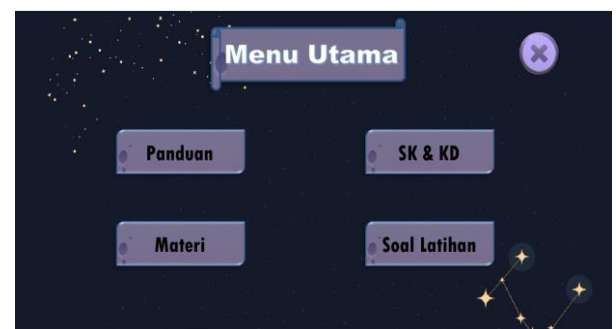 Menu Utama
Panduan
SK & KD
Materi
Soal Latihan